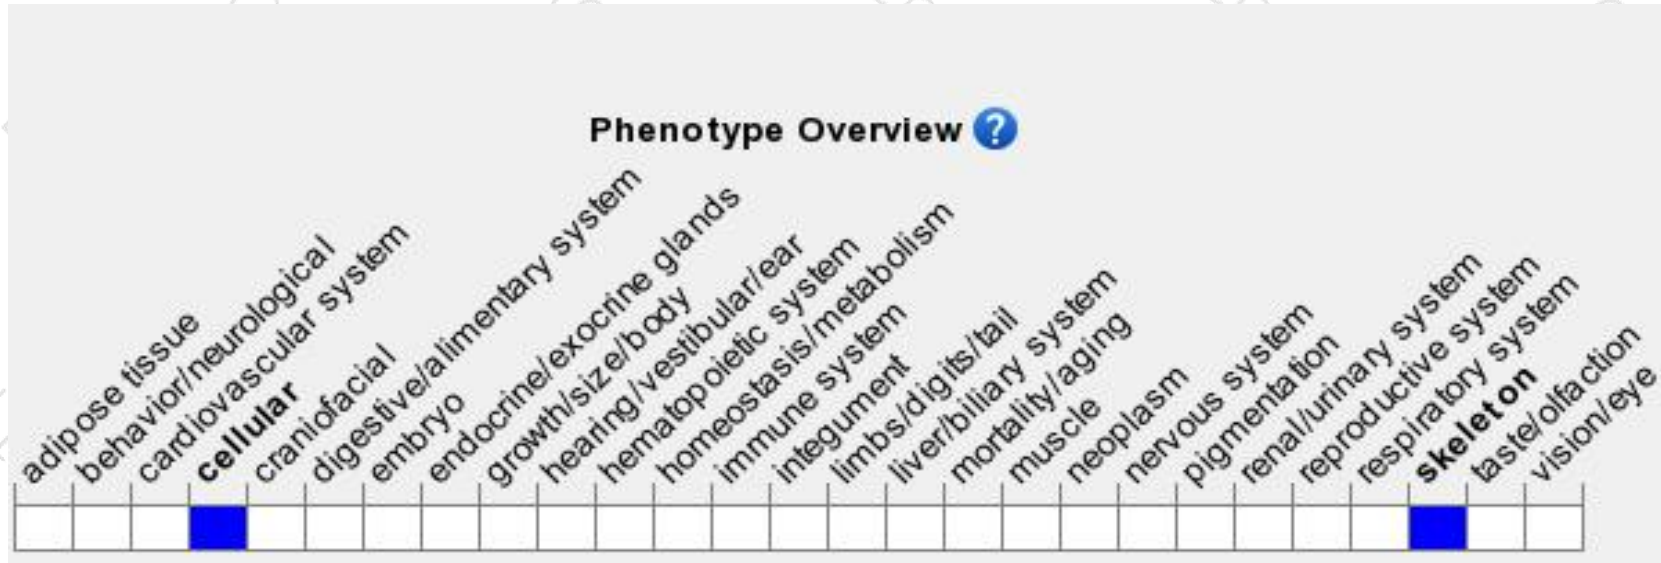 Phenotype Overview ?
adipose tissue
behavior/neurological
cardiovascular system
cellular
craniofacial
digestive/alimentary system
embryo
endocrine/exocrine glands
growth/size/body
hearing/vestibular/ear
hematopoietic system
homeostasis/metabolism
immune system
integument
limbs/digits/tail
liver/biliary system
mortality/aging
muscle
neoplasm
nervous system
pigmentation
renal/urinary system
reproductive system
respiratory system
skeleton
taste/olfaction
vision/eye